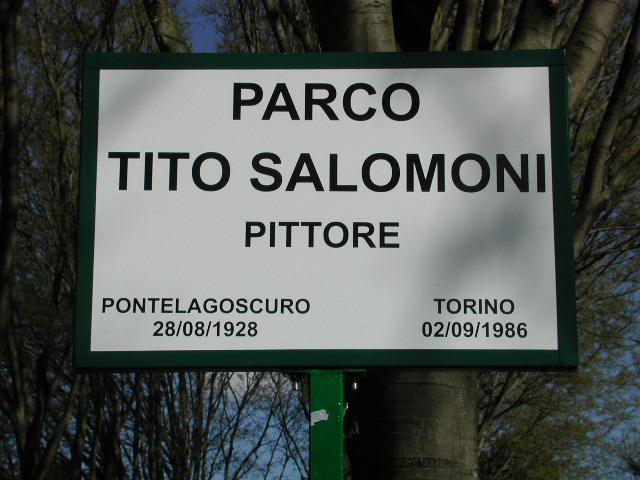 PARCO
TITO SALOMONI
PITTORE
PONTELAGOSCURO TORINO
28/08/1928 02/09/1986